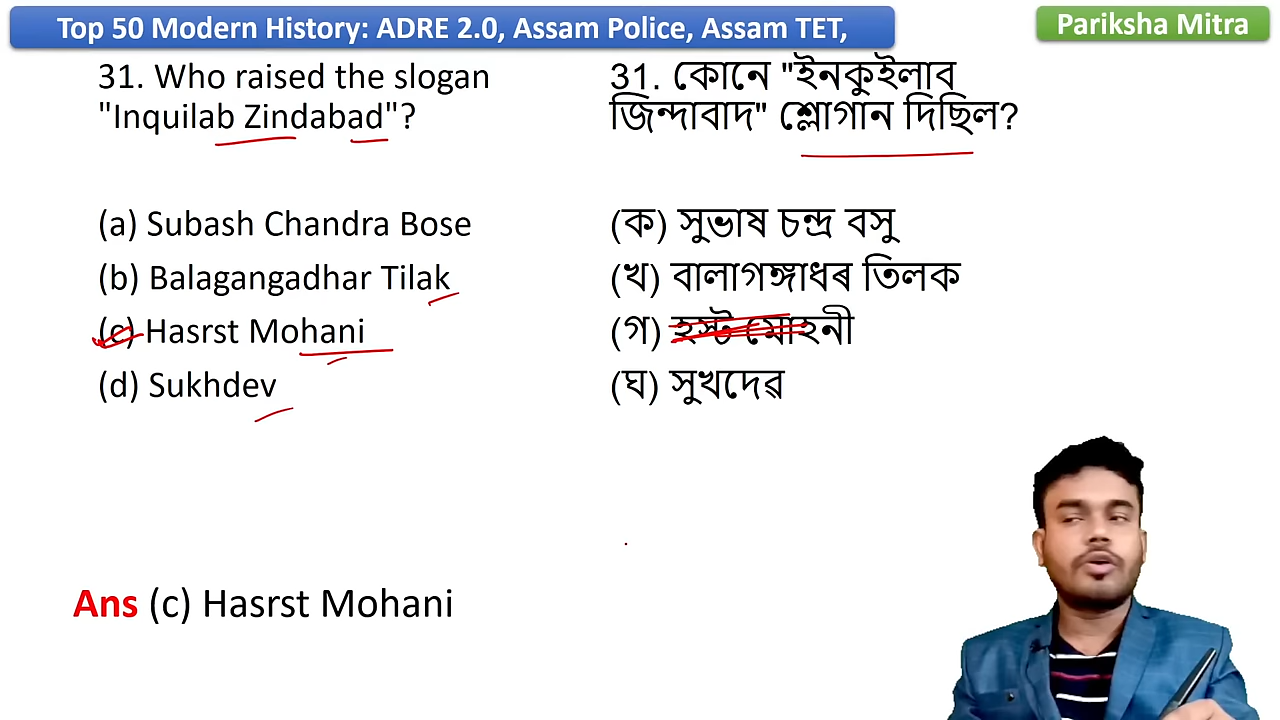 Top 50 Modern History: ADRE 2.0, Assam Police, Assam TET,
Pariksha Mitra
31. Who raised the slogan
"Inquilab Zindabad"?
(a) Subash Chandra Bose
(b) Balagangadhar Tilak
(c) Hasrst Mohani
(d) Sukhdev
31. কোনে "ইনকুইলাব
জিন্দাবাদ" শ্লোগান দিছিল?
(ক) সুভাষ চন্দ্ৰ বসু
(খ) বালাগঙ্গাধৰ তিলক
(গ) হস্ট মোহনী
(ঘ) সুখদেৱ
Ans (c) Hasrst Mohani